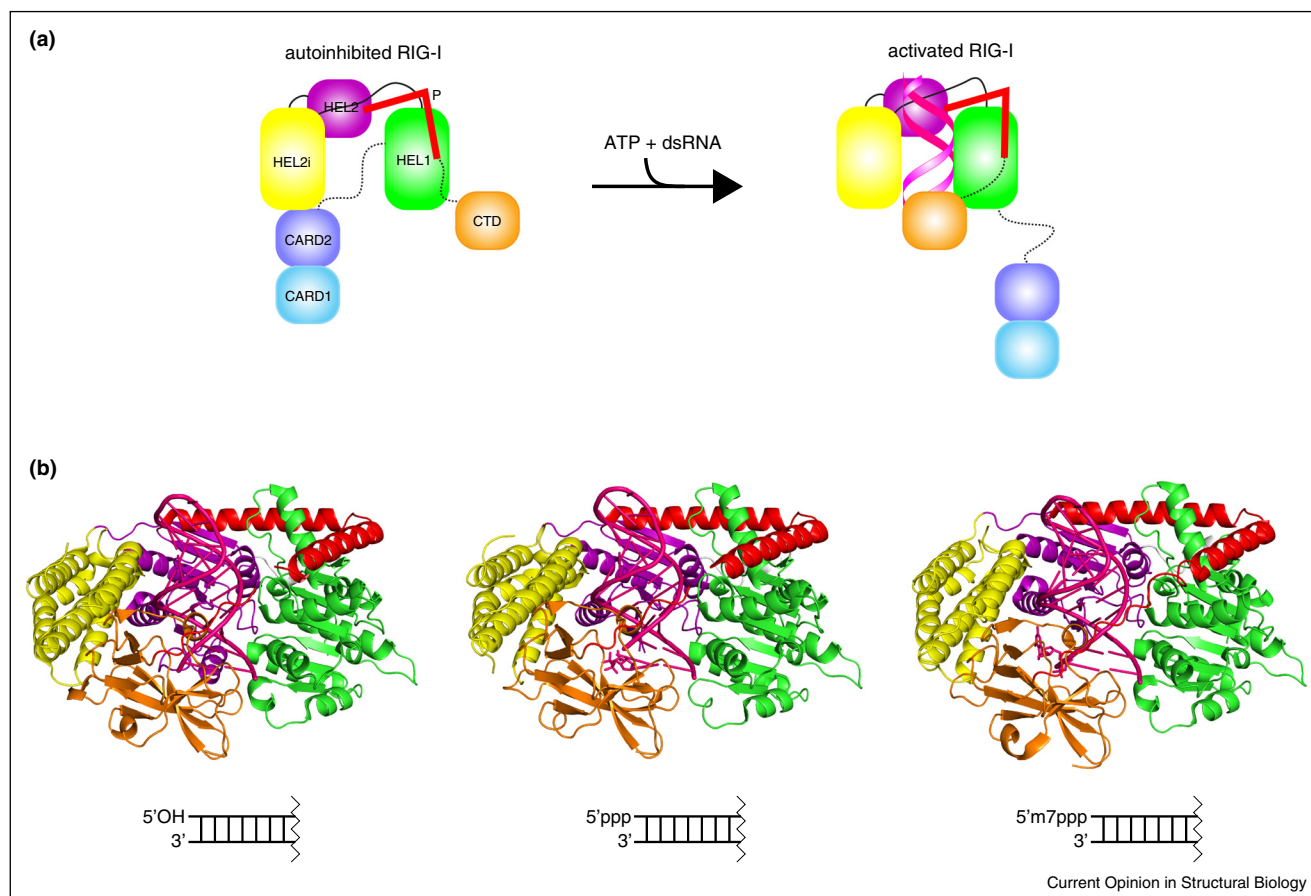 (a)
autoinhibited RIG-I
activated RIG-I
HEL2
P
HEL2i
HEL1
ATP + dsRNA
CTD
CARD2
CARD1
(b)
5'OH
3'
5'ppp
3'
5'm7ppp
3'
Current Opinion in Structural Biology